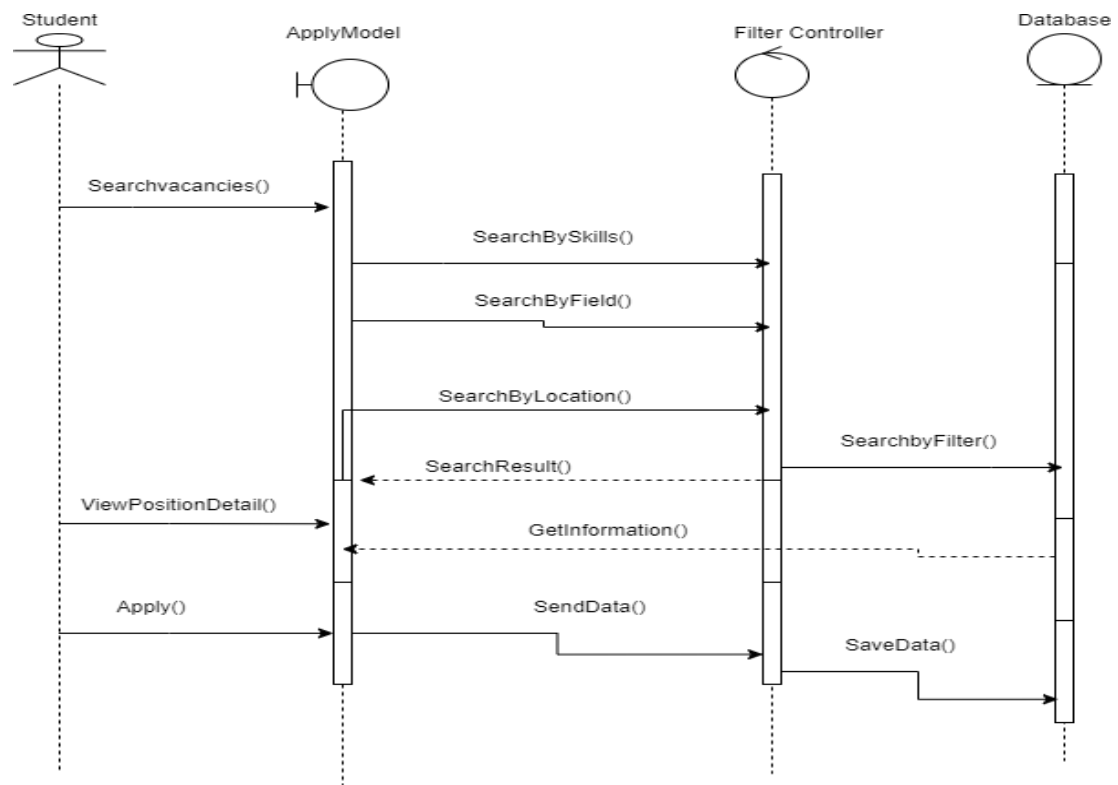 Student
ApplyModel
Filter Controller
Database
Searchvacancies()
SearchBySkills()
SearchByField()
SearchByLocation()
SearchbyFilter()
SearchResult()
ViewPositionDetail()
GetInformation()
Apply()
SendData()
SaveData()